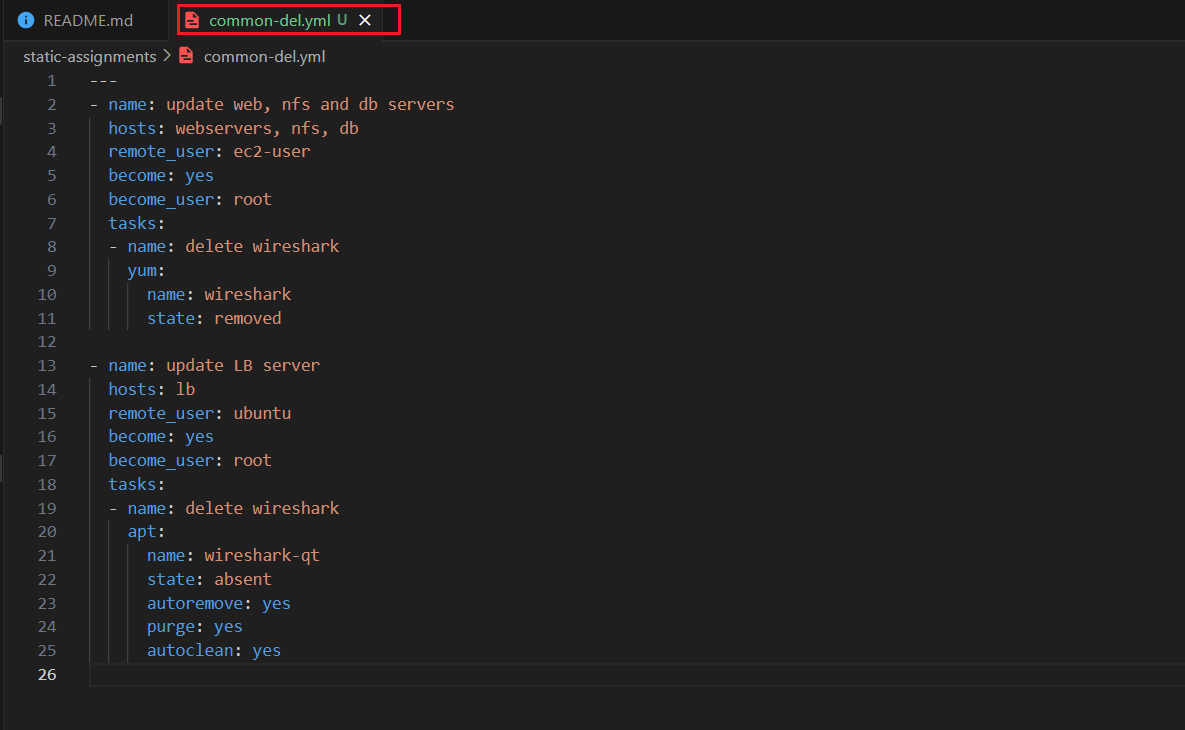 README.md common-del.yml U
static-assignments > common-del.yml
1 ---
2 - name: update web, nfs and db servers
3   hosts: webservers, nfs, db
4   remote_user: ec2-user
5   become: yes
6   become_user: root
7   tasks:
8   - name: delete wireshark
9     yum:
10       name: wireshark
11       state: removed
12
13 - name: update LB server
14   hosts: lb
15   remote_user: ubuntu
16   become: yes
17   become_user: root
18   tasks:
19   - name: delete wireshark
20     apt:
21       name: wireshark-qt
22       state: absent
23       autoremove: yes
24       purge: yes
25       autoclean: yes
26